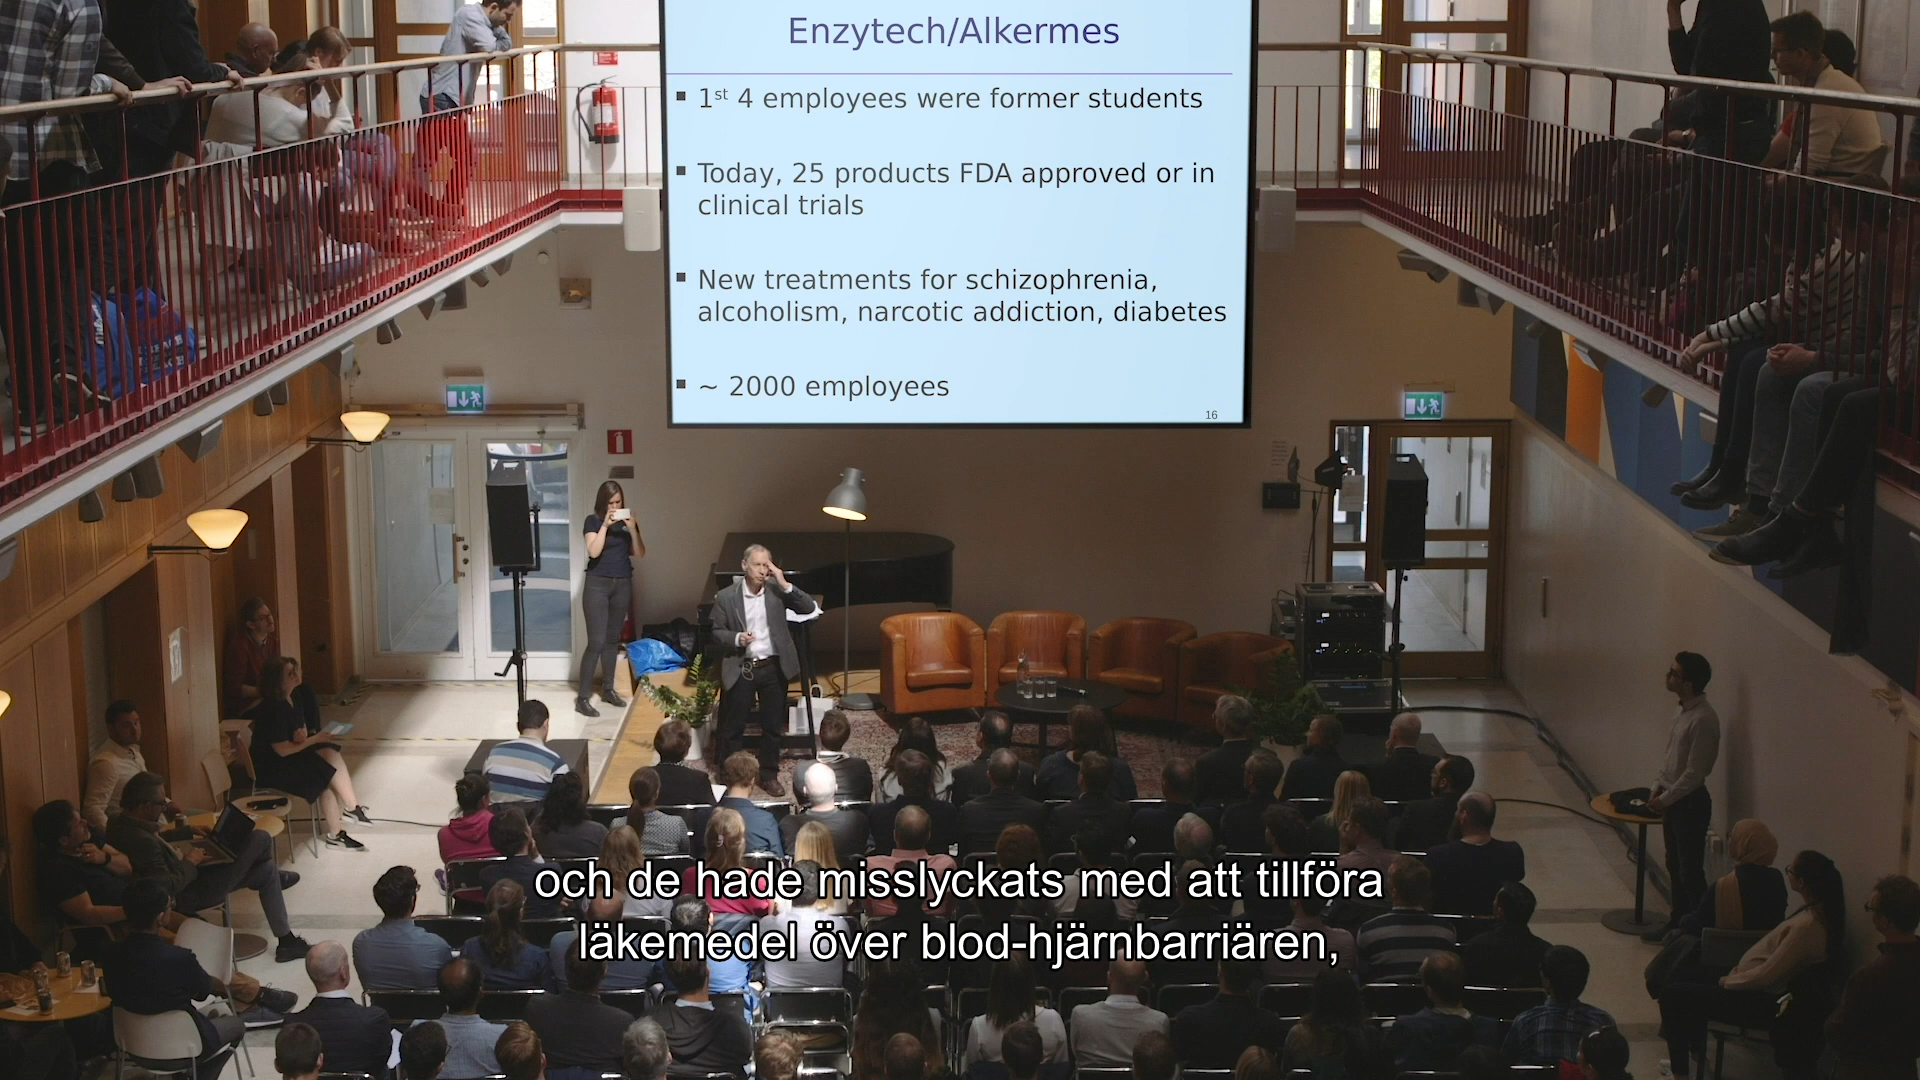 Enzytech/Alkermes
▪ 1st 4 employees were former students
▪ Today, 25 products FDA approved or in
clinical trials
▪ New treatments for schizophrenia,
alcoholism, narcotic addiction, diabetes
▪ ~ 2000 employees
16
och de hade misslyckats med att tillföra
läkemedel över blod-hjärnbarriären,